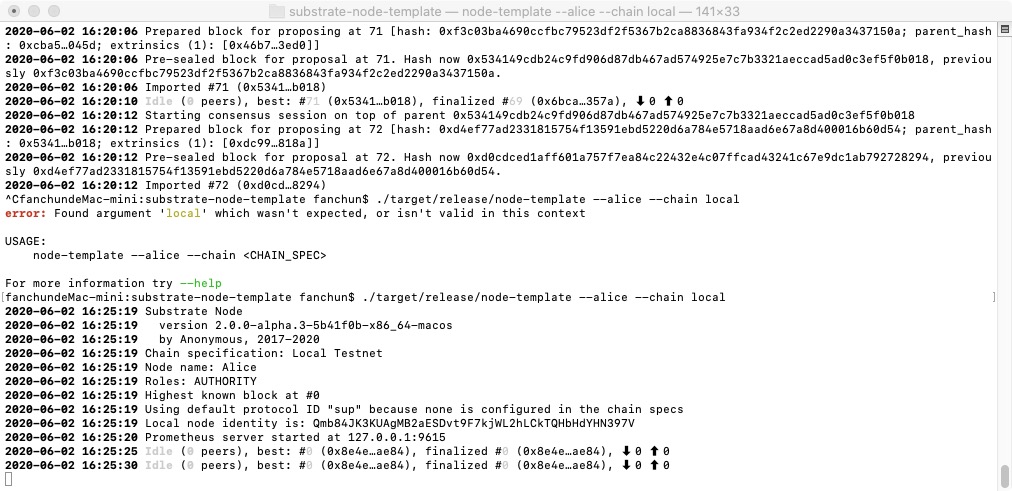 substrate-node-template — node-template --alice --chain local — 141×33
2020-06-02 16:20:06 Prepared block for proposing at 71 [hash: 0xf3c03ba4690ccfbc79523df2f5367b2ca8836843fa934f2c2ed2290a3437150a; parent_hash
: 0xcba5…045d; extrinsics (1): [0x46b7…3ed0]]
2020-06-02 16:20:06 Pre-sealed block for proposal at 71. Hash now 0x534149cdb24c9fd906d87db467ad574925e7c7b3321aeccad5ad0c3ef5f0b018, previou
sly 0xf3c03ba4690ccfbc79523df2f5367b2ca8836843fa934f2c2ed2290a3437150a.
2020-06-02 16:20:06 Imported #71 (0x5341…b018)
2020-06-02 16:20:10 Idle (0 peers), best: #71 (0x5341…b018), finalized #69 (0x6bca…357a), ⬇ 0 ⬆ 0
2020-06-02 16:20:12 Starting consensus session on top of parent 0x534149cdb24c9fd906d87db467ad574925e7c7b3321aeccad5ad0c3ef5f0b018
2020-06-02 16:20:12 Prepared block for proposing at 72 [hash: 0xd4ef77ad2331815754f13591ebd5220d6a784e5718aad6e67a8d400016b60d54; parent_hash
: 0x5341…b018; extrinsics (1): [0xdc99…818a]]
2020-06-02 16:20:12 Pre-sealed block for proposal at 72. Hash now 0xd0cdced1aff601a757f7ea84c22432e4c07ffcad43241c67e9dc1ab792728294, previou
sly 0xd4ef77ad2331815754f13591ebd5220d6a784e5718aad6e67a8d400016b60d54.
2020-06-02 16:20:12 Imported #72 (0xd0cd…8294)
^CfanchundeMac-mini:substrate-node-template fanchun$ ./target/release/node-template --alice --chain local
error: Found argument 'local' which wasn't expected, or isn't valid in this context
USAGE:
node-template --alice --chain <CHAIN_SPEC>
For more information try --help
[fanchundeMac-mini:substrate-node-template fanchun$ ./target/release/node-template --alice --chain local ]
2020-06-02 16:25:19 Substrate Node
2020-06-02 16:25:19 version 2.0.0-alpha.3-5b41f0b-x86_64-macos
2020-06-02 16:25:19 by Anonymous, 2017-2020
2020-06-02 16:25:19 Chain specification: Local Testnet
2020-06-02 16:25:19 Node name: Alice
2020-06-02 16:25:19 Roles: AUTHORITY
2020-06-02 16:25:19 Highest known block at #0
2020-06-02 16:25:19 Using default protocol ID "sup" because none is configured in the chain specs
2020-06-02 16:25:19 Local node identity is: Qmb84JK3KUAgMB2aESDvt9F7kjWL2hLCkTQHbHdYHN397V
2020-06-02 16:25:20 Prometheus server started at 127.0.0.1:9615
2020-06-02 16:25:25 Idle (0 peers), best: #0 (0x8e4e…ae84), finalized #0 (0x8e4e…ae84), ⬇ 0 ⬆ 0
2020-06-02 16:25:30 Idle (0 peers), best: #0 (0x8e4e…ae84), finalized #0 (0x8e4e…ae84), ⬇ 0 ⬆ 0